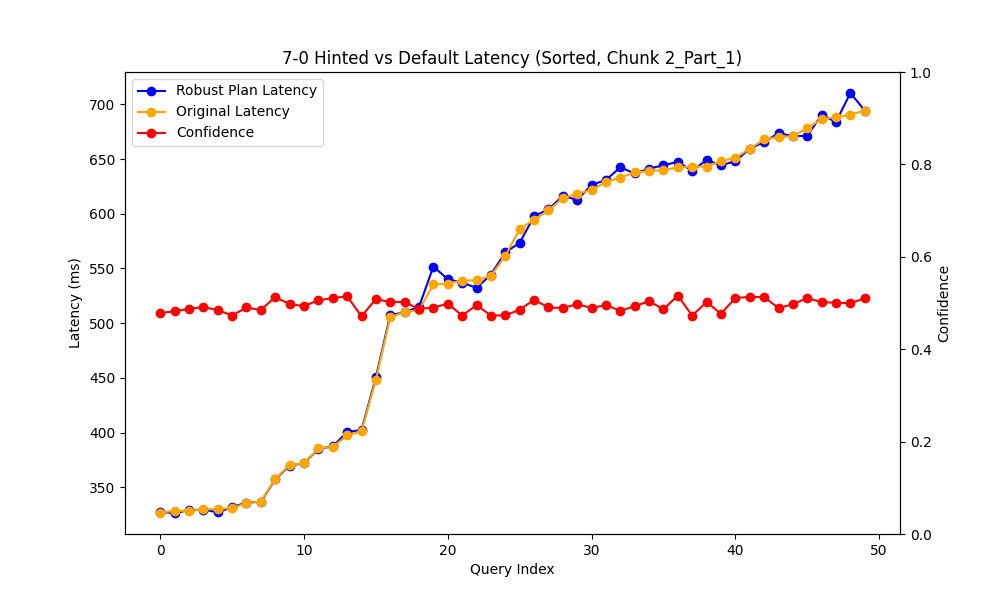 7-0 Hinted vs Default Latency (Sorted, Chunk 2_Part_1)
Robust Plan Latency
Original Latency
Confidence
Latency (ms)
700
650
600
550
500
450
400
350
1.0
0.8
0.6
0.4
0.2
0.0
Confidence
0 10 20 30 40 50
Query Index